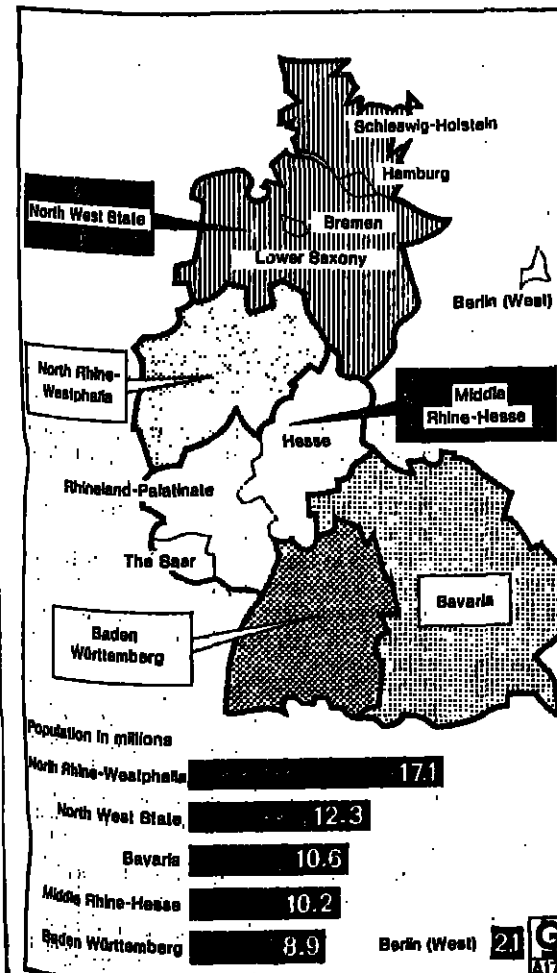 Schleswig-Holstein
Hamburg
North West State
Bremen
Lower Saxony
Berlin (West)
North Rhine-
Westphalia
Middle
Rhine-Hesse
Hesse
Rhineland-Palatinate
The Saar
Bavaria
Baden
Württemberg
Population in millions
North Rhine-Westphalia 17.1
North West State 12.3
Bavaria 10.6
Middle Rhine-Hesse 10.2
Baden Württemberg 8.9
Berlin (West) 2.1